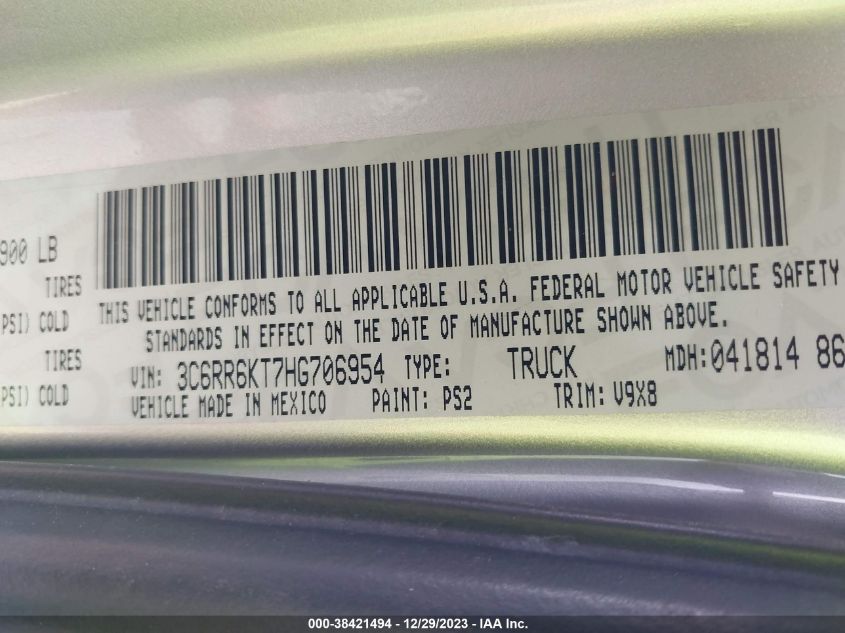 900 LB
TIRES
PSI) COLD
TIRES
PSI) COLD
THIS VEHICLE CONFORMS TO ALL APPLICABLE U.S.A. FEDERAL MOTOR VEHICLE SAFETY
STANDARDS IN EFFECT ON THE DATE OF MANUFACTURE SHOWN ABOVE.
VIN: 3C6RR6KT7HG706954 TYPE: TRUCK MDH:041814 86
VEHICLE MADE IN MEXICO PAINT: PS2 TRIM: V9X8
000-38421494 - 12/29/2023 - IAA Inc.